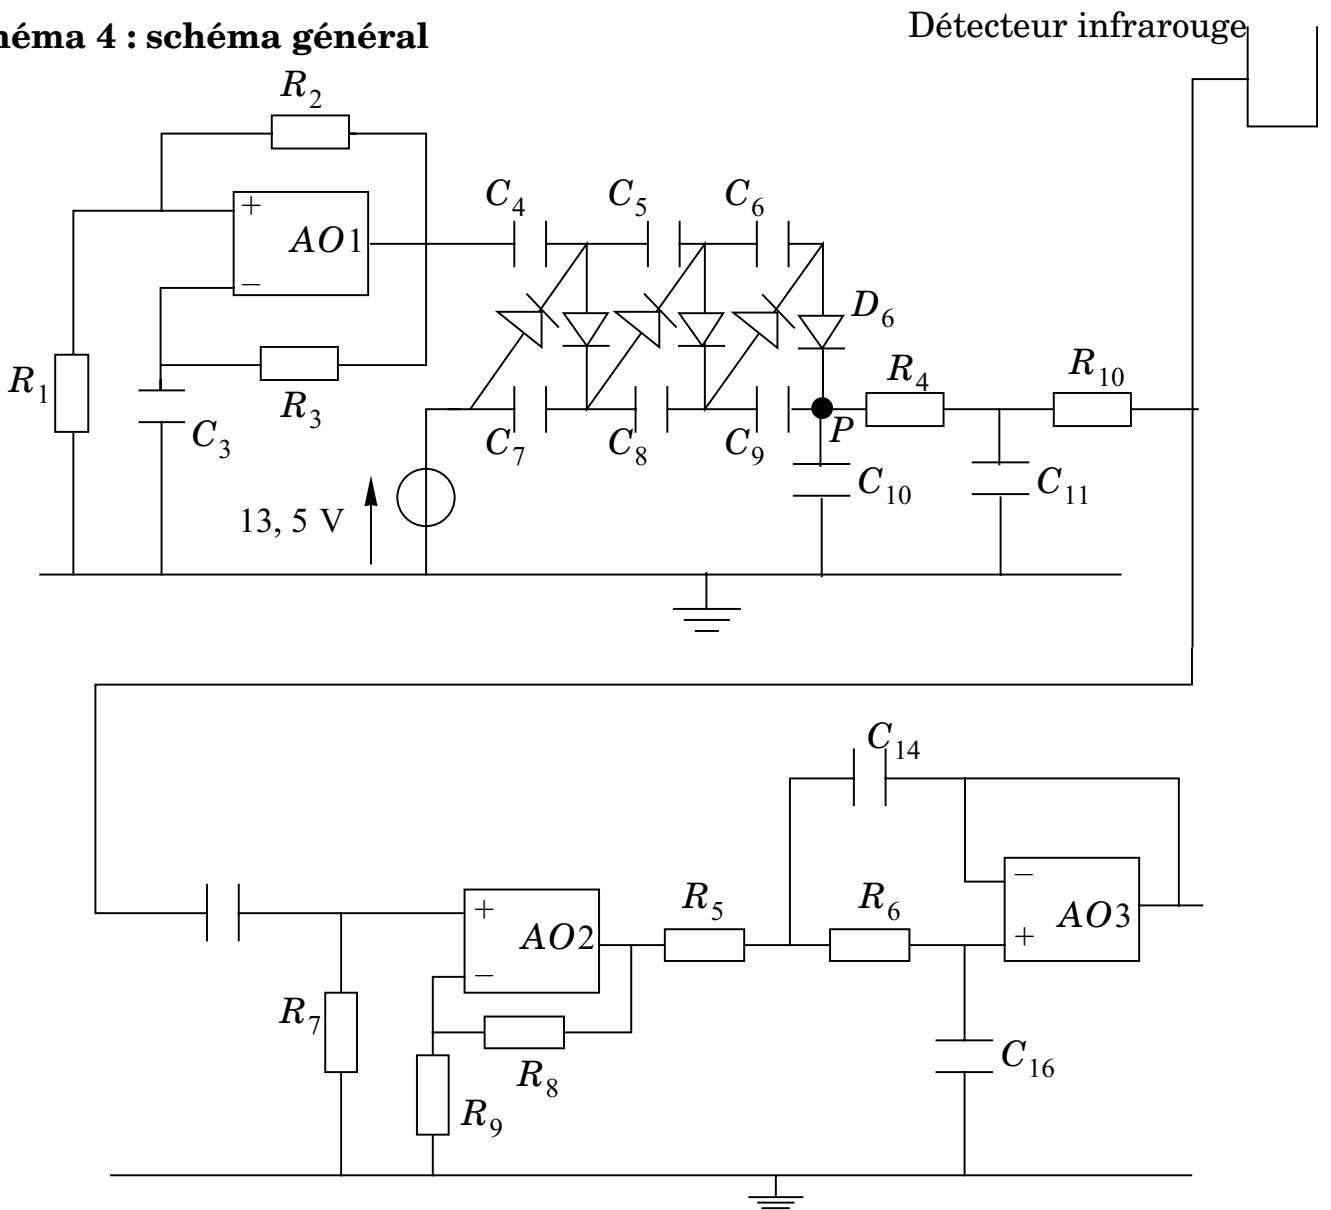 héma 4 : schéma général
Détecteur infrarouge
R2
+
AO1
−
R1
R3
C3
C4 C5 C6
D6
C7 C8 C9
P
R4
R10
C10
C11
13, 5 V
C14
+
AO2
−
R5
R6
−
AO3
+
R7
R8
R9
C16